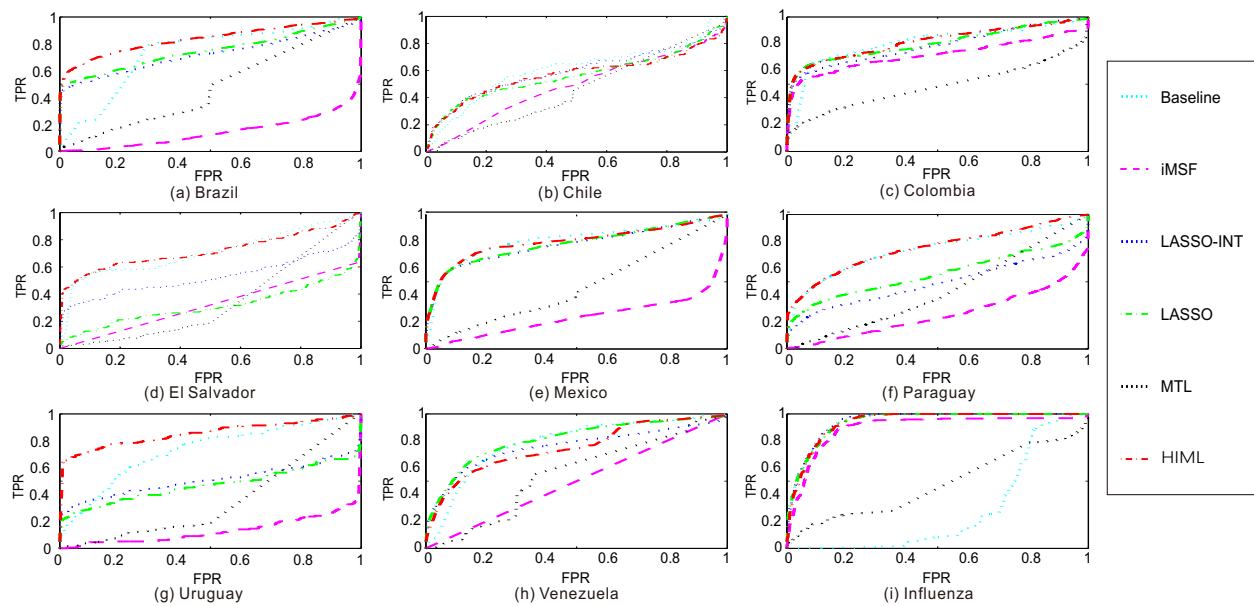 TPR
1
0.8
0.6
0.4
0.2
0
0 0.2 0.4 0.6 0.8 1
FPR
(a) Brazil
TPR
1
0.8
0.6
0.4
0.2
0
0 0.2 0.4 0.6 0.8 1
FPR
(b) Chile
TPR
1
0.8
0.6
0.4
0.2
0
0 0.2 0.4 0.6 0.8 1
FPR
(c) Colombia
TPR
1
0.8
0.6
0.4
0.2
0
0 0.2 0.4 0.6 0.8 1
FPR
(d) El Salvador
TPR
1
0.8
0.6
0.4
0.2
0
0 0.2 0.4 0.6 0.8 1
FPR
(e) Mexico
TPR
1
0.8
0.6
0.4
0.2
0
0 0.2 0.4 0.6 0.8 1
FPR
(f) Paraguay
TPR
1
0.8
0.6
0.4
0.2
0
0 0.2 0.4 0.6 0.8 1
FPR
(g) Uruguay
TPR
1
0.8
0.6
0.4
0.2
0
0 0.2 0.4 0.6 0.8 1
FPR
(h) Venezuela
TPR
1
0.8
0.6
0.4
0.2
0
0 0.2 0.4 0.6 0.8 1
FPR
(i) Influenza
Baseline
iMSF
LASSO-INT
LASSO
MTL
HIML